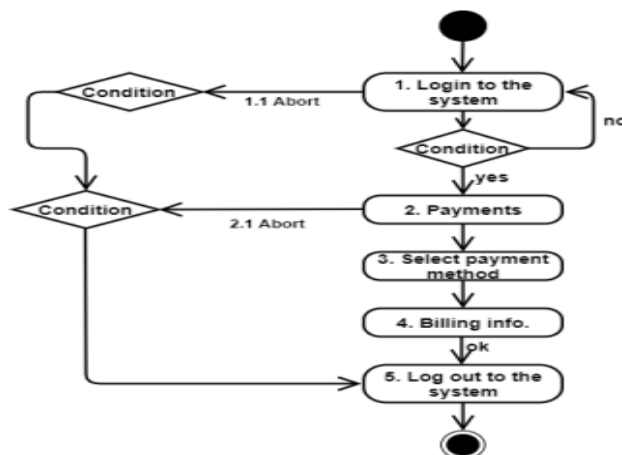 1. Login to the
system
Condition
1.1 Abort
Condition
no
yes
Condition
2. Payments
2.1 Abort
3. Select payment
method
4. Billing info.
ok
5. Log out to the
system